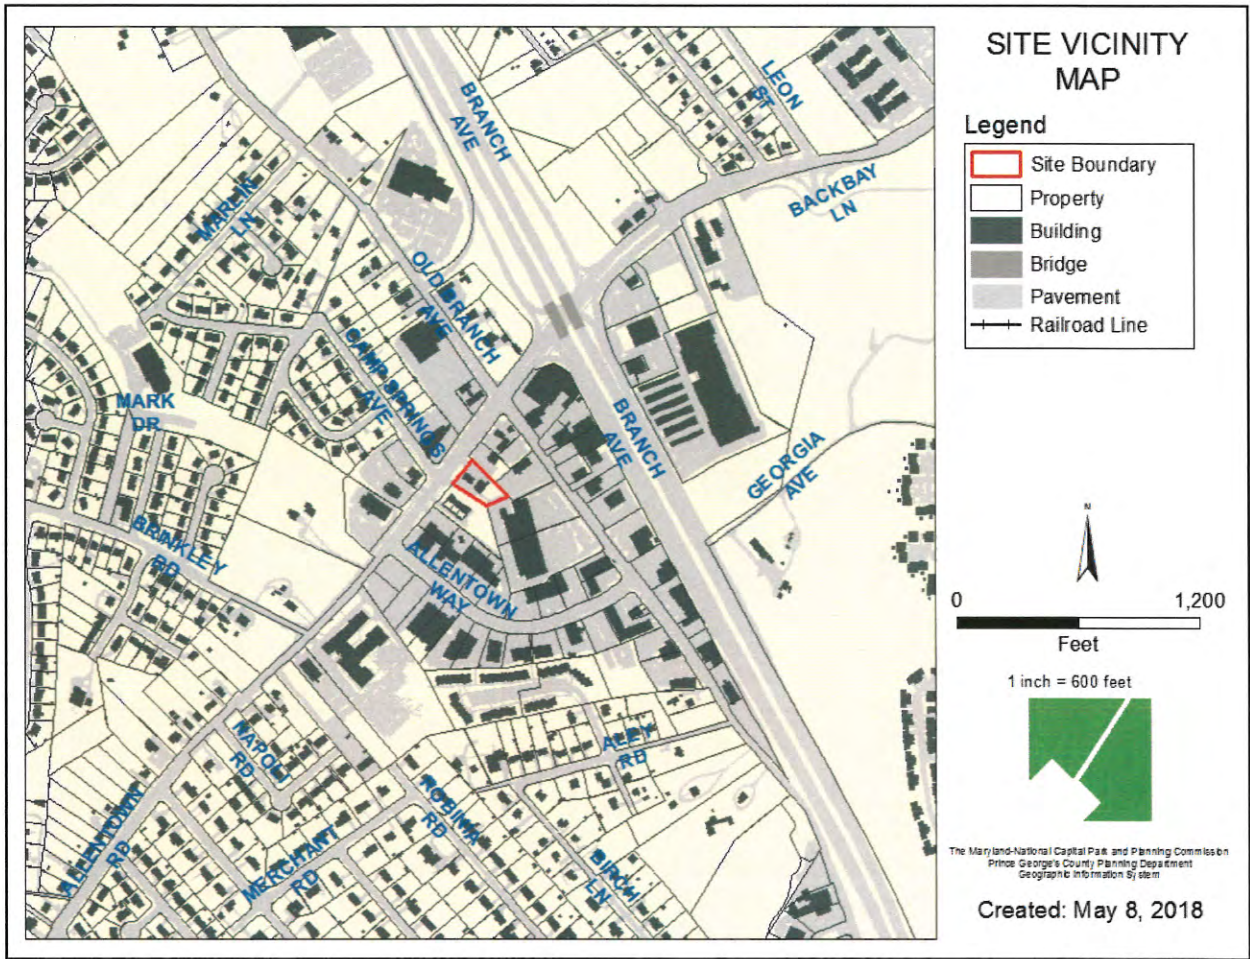 SITE VICINITY
MAP
Legend
Site Boundary
Property
Building
Bridge
Pavement
Railroad Line
N
0 1,200
Feet
1 inch = 600 feet
The Maryland-National Capital Park and Planning Commission
Prince George's County Planning Department
Geographic Information System
Created: May 8, 2018
BRANCH
AVE
LEON
ST
BACKBAY
LN
MARLIN
LN
OLD BRANCH
AVE
CAMP SPRINGS
AVE
MARK
DR
BRANCH
AVE
GEORGIA
AVE
BRINKLEY
RD
ALLENTOWN
WAY
NAPOLI
RD
ALEY
RD
ALLENTOWN
RD
ROBINIA
RD
MERCHANT
RD
BIRCH
LN